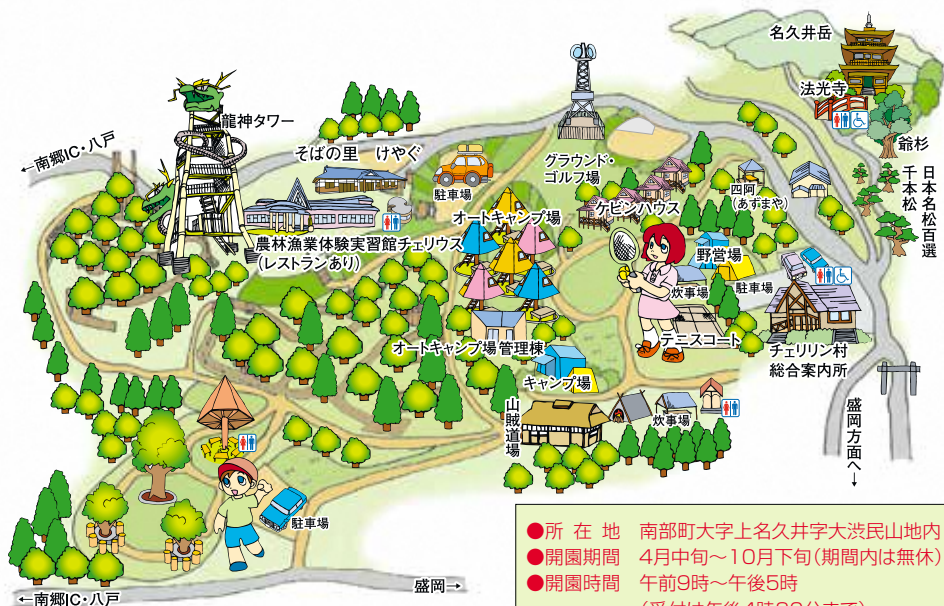 名久井岳
法光寺
爺杉
千本松
日本名松百選
龍神タワー
←南郷IC・八戸
そばの里 けやぐ
駐車場
グラウンド・
ゴルフ場
ケビンハウス
四阿
(あずまや)
オートキャンプ場
農林漁業体験実習館チェリウス
(レストランあり)
野営場
炊事場
駐車場
テニスコート
チェリリン村
総合案内所
オートキャンプ場管理棟
キャンプ場
山賊道場
炊事場
盛岡方面へ→
駐車場
盛岡→
←南郷IC・八戸
●所在地 南部町大字上名久井字大渋民山地内
●開園期間 4月中旬~10月下旬(期間内は無休)
●開園時間 午前9時~午後5時